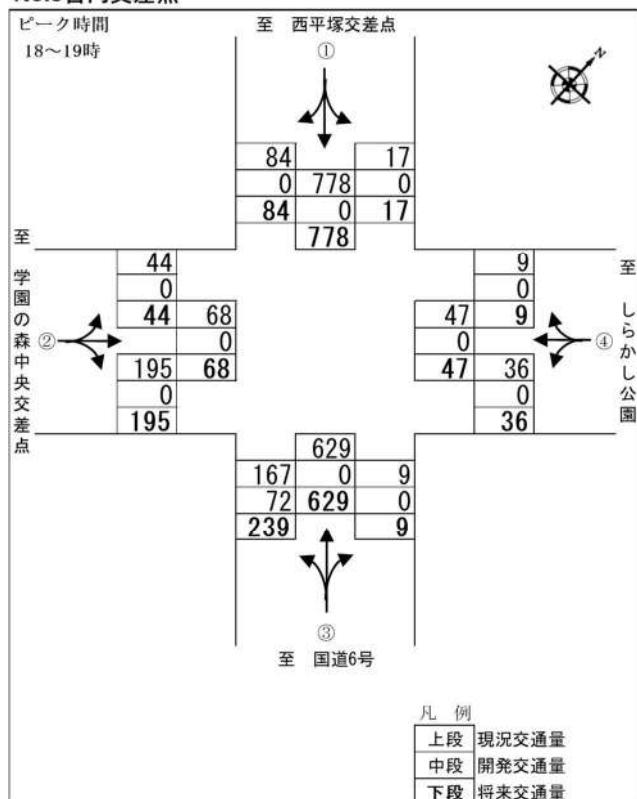 ピーク時間
18～19時
至 西平塚交差点
①
N
84 17
0 778 0
84 0 17
778
至 学園の森中央交差点
②
44
0
44 68
0
195 68
0
195
至 しらかし公園
④
9
0
47 9
0
47 36
0
36
629
167 0 9
72 629 0
239 9
③
至 国道6号
凡 例
上段 現況交通量
中段 開発交通量
下段 将来交通量